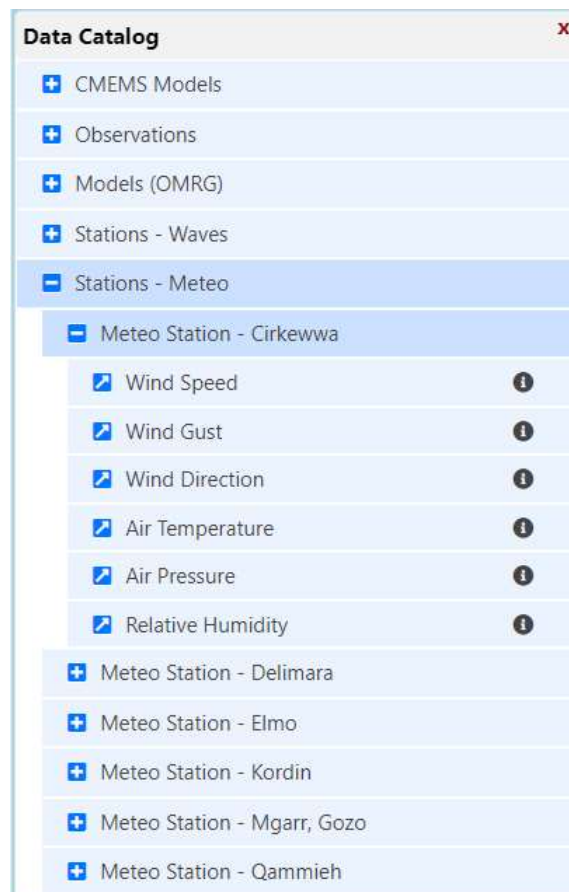 Data Catalog x
CMEMS Models
Observations
Models (OMRG)
Stations - Waves
Stations - Meteo
Meteo Station - Cirkewwa
Wind Speed
Wind Gust
Wind Direction
Air Temperature
Air Pressure
Relative Humidity
Meteo Station - Delimara
Meteo Station - Elmo
Meteo Station - Kordin
Meteo Station - Mgarr, Gozo
Meteo Station - Qammieh